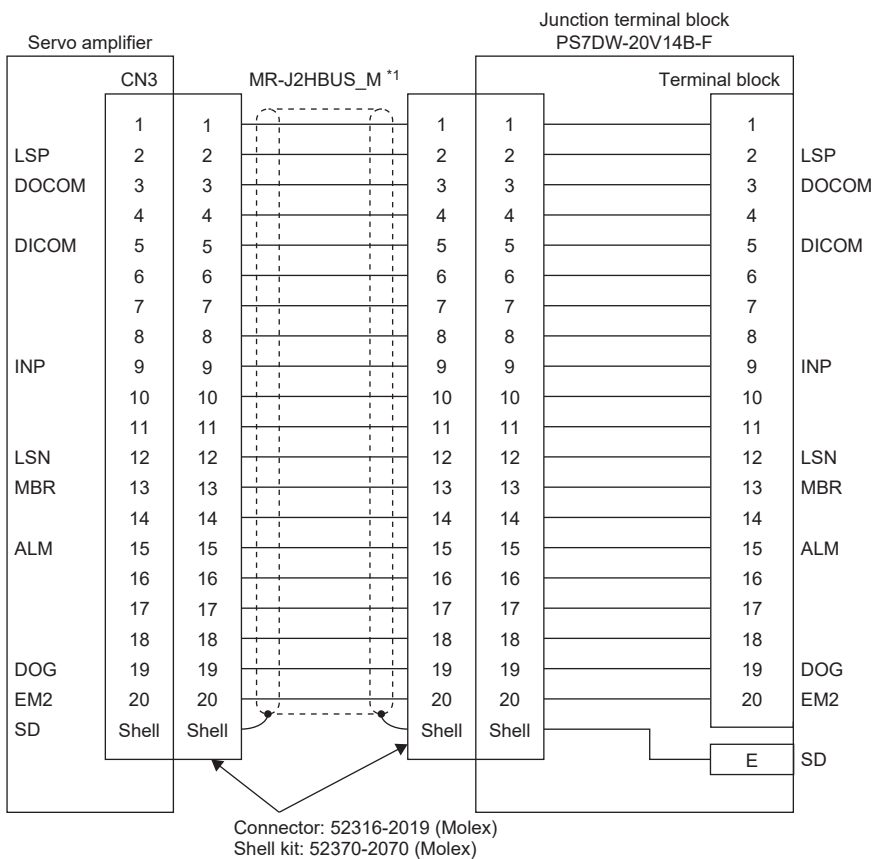 Junction terminal block
Servo amplifier PS7DW-20V14B-F
CN3 MR-J2HBUS_M *1 Terminal block
1 1 1 1 1
LSP 2 2 2 2 2 LSP
DOCOM 3 3 3 3 3 DOCOM
4 4 4 4 4
DICOM 5 5 5 5 5 DICOM
6 6 6 6 6
7 7 7 7 7
8 8 8 8 8
INP 9 9 9 9 9 INP
10 10 10 10 10
11 11 11 11 11
LSN 12 12 12 12 12 LSN
MBR 13 13 13 13 13 MBR
14 14 14 14 14
ALM 15 15 15 15 15 ALM
16 16 16 16 16
17 17 17 17 17
18 18 18 18 18
DOG 19 19 19 19 19 DOG
EM2 20 20 20 20 20 EM2
SD Shell Shell Shell Shell
E SD
Connector: 52316-2019 (Molex)
Shell kit: 52370-2070 (Molex)